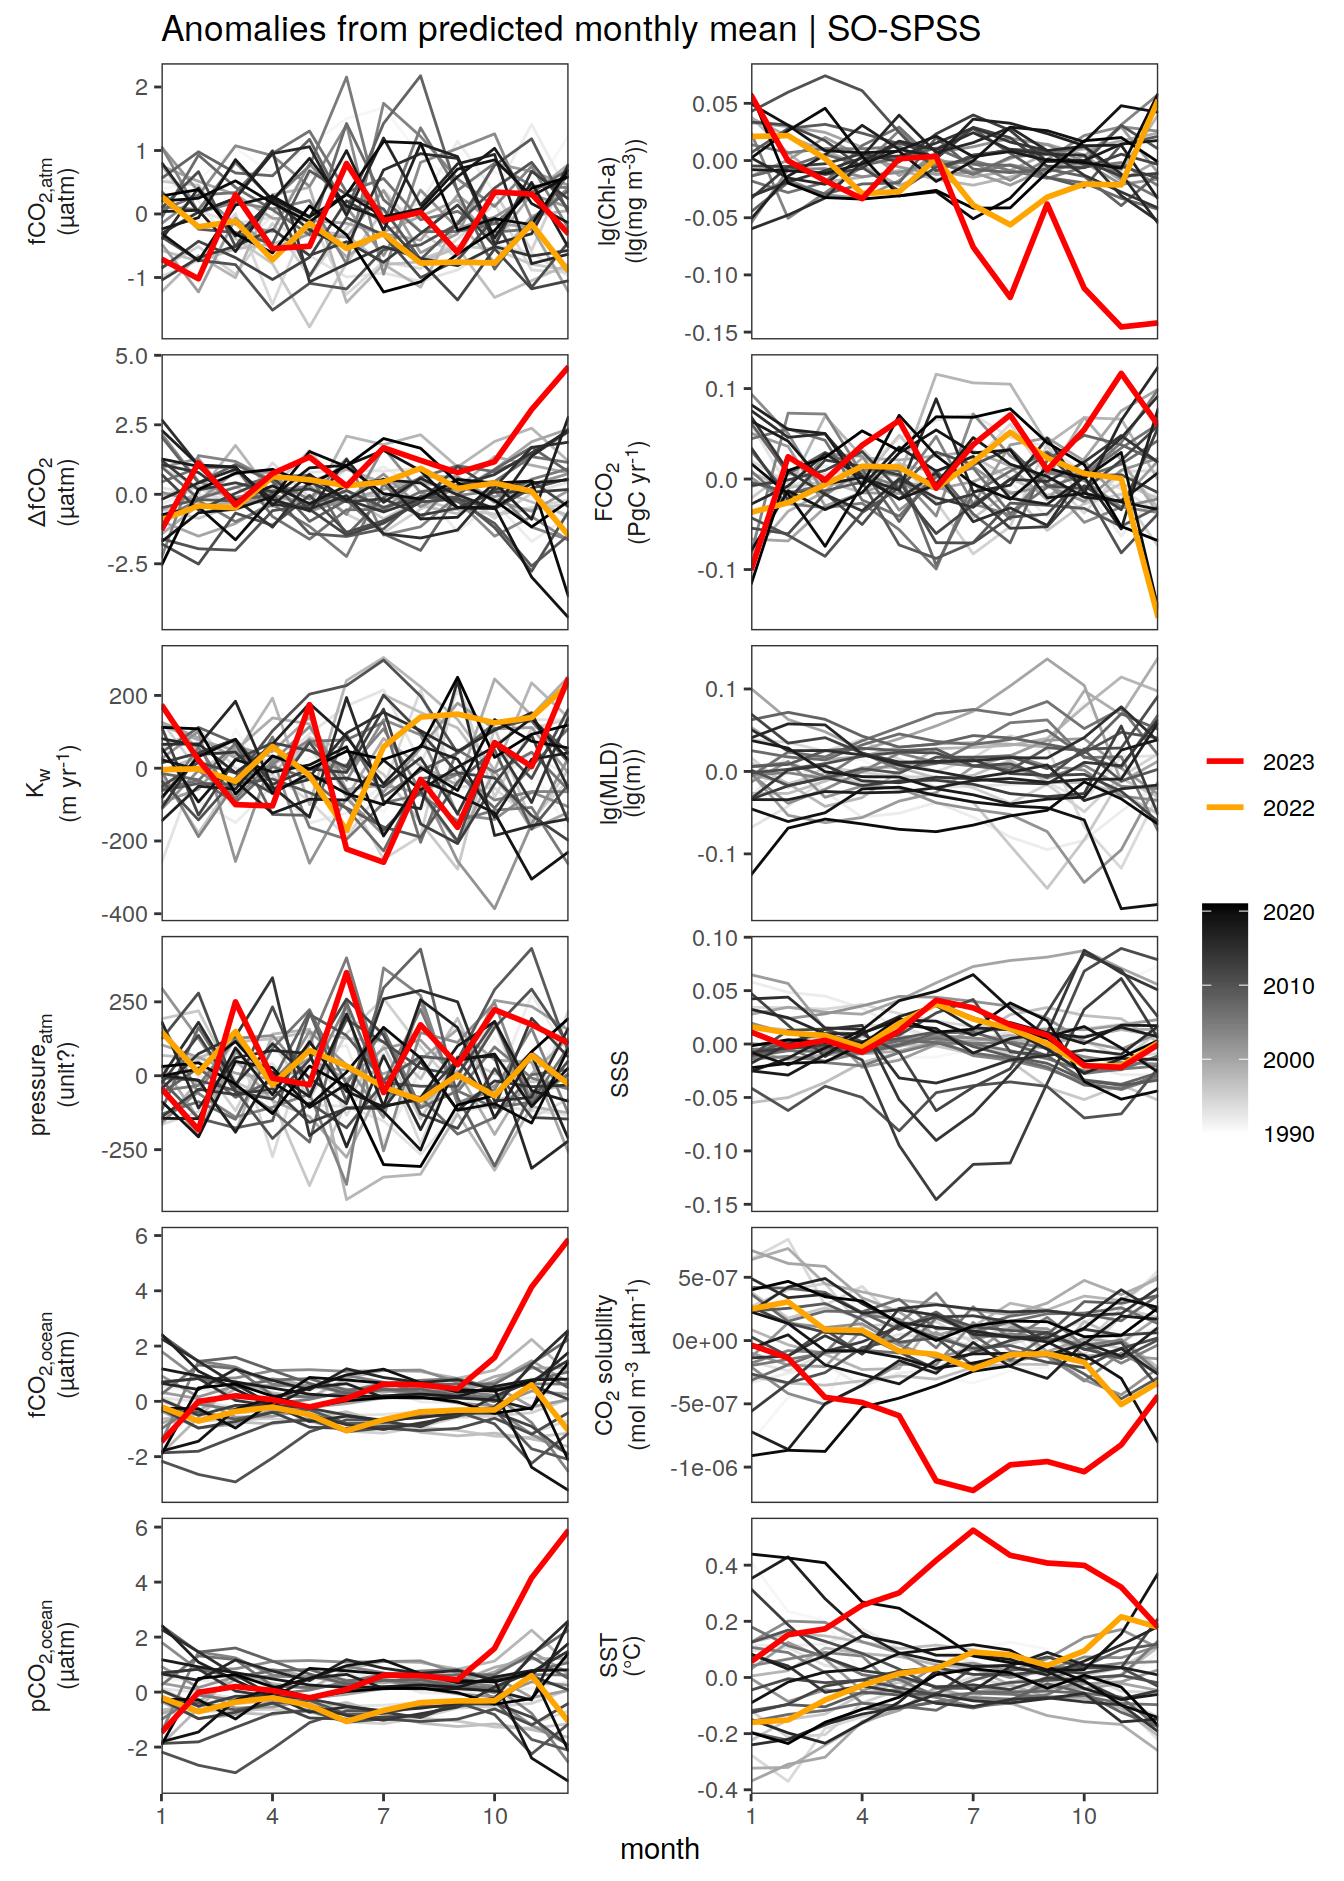 Anomalies from predicted monthly mean | SO-SPSS
fCO2,atm
(µatm)
2
1
0
-1
lg(Chl-a)
(lg(mg m-3))
0.05
0.00
-0.05
-0.10
-0.15
ΔfCO2
(µatm)
5.0
2.5
0.0
-2.5
FCO2
(PgC yr-1)
0.1
0.0
-0.1
Kw
(m yr-1)
200
0
-200
-400
lg(MLD)
(lg(m))
0.1
0.0
-0.1
pressureatm
(unit?)
250
0
-250
SSS
0.10
0.05
0.00
-0.05
-0.10
-0.15
fCO2,ocean
(µatm)
6
4
2
0
-2
CO2 solubility
(mol m-3 µatm-1)
5e-07
0e+00
-5e-07
-1e-06
pCO2,ocean
(µatm)
6
4
2
0
-2
SST
(°C)
0.4
0.2
0.0
-0.2
-0.4
1 4 7 10
1 4 7 10
month
2023
2022
2020
2010
2000
1990